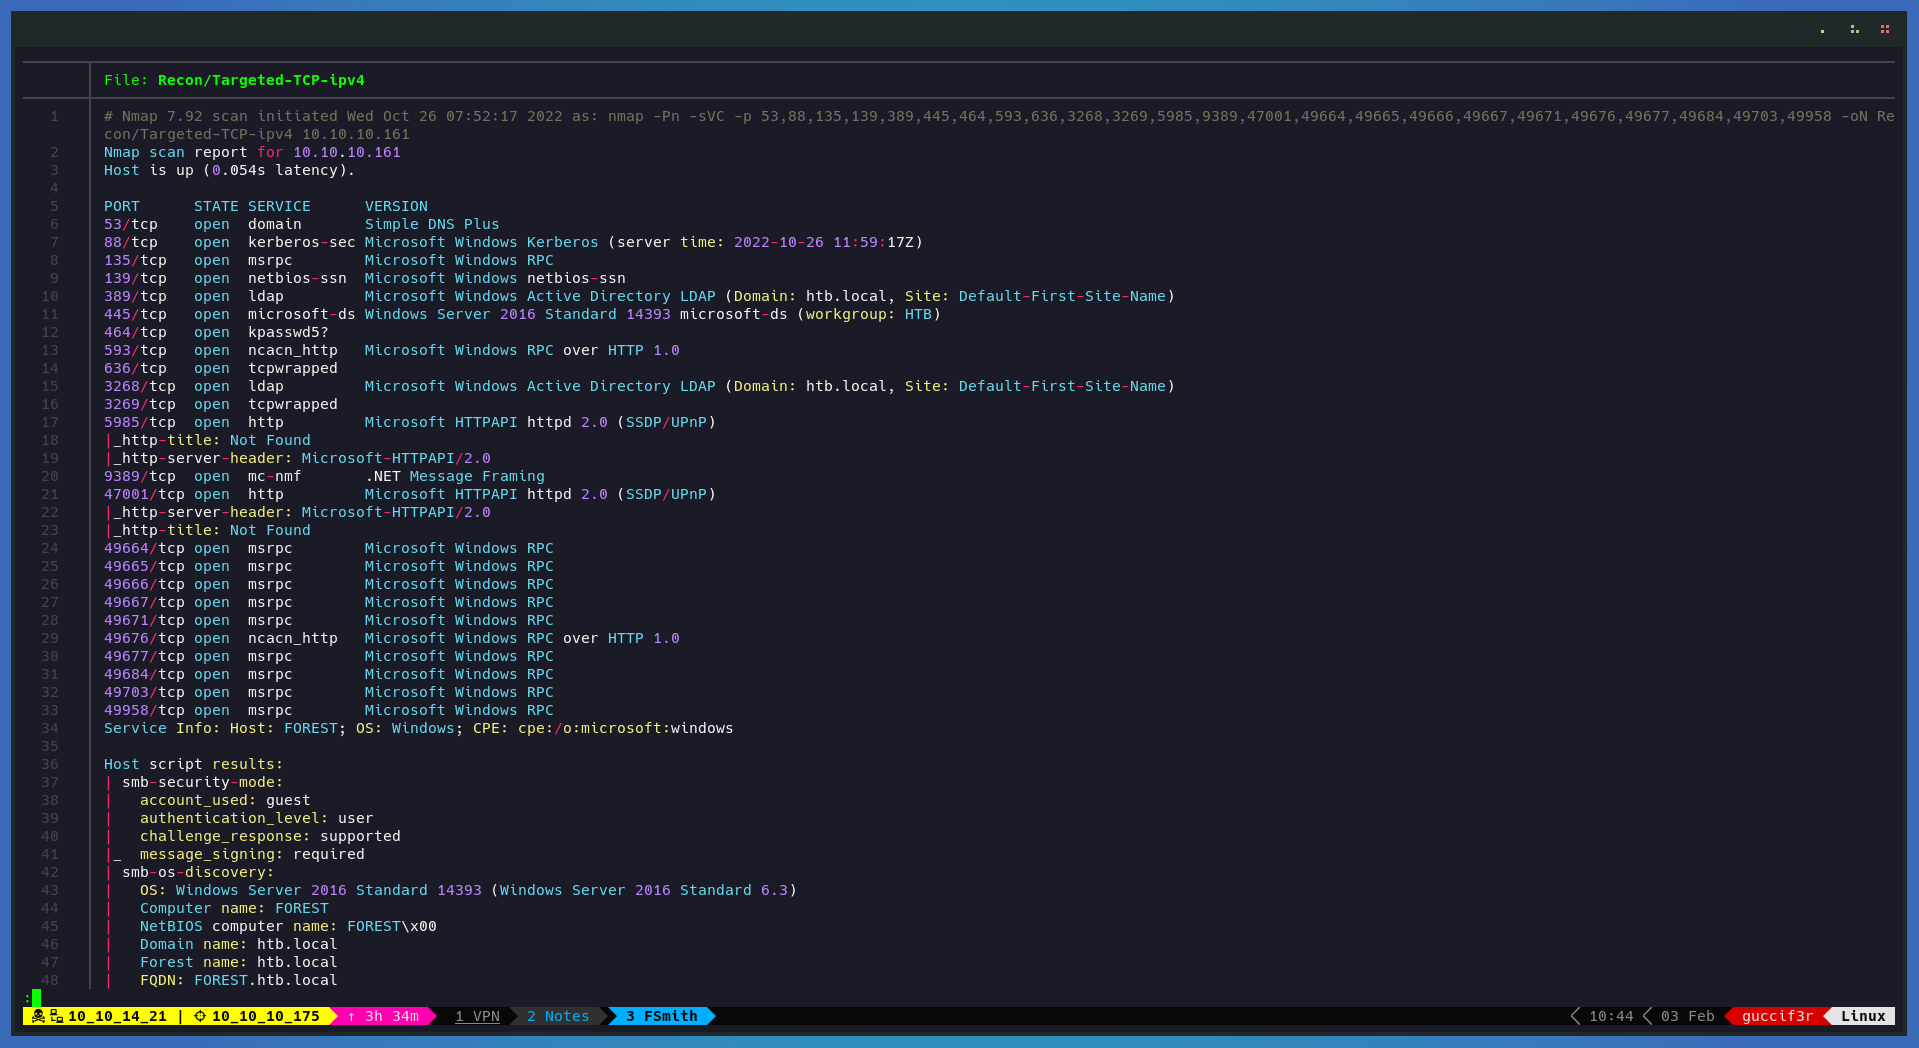 File: Recon/Targeted-TCP-ipv4
1 # Nmap 7.92 scan initiated Wed Oct 26 07:52:17 2022 as: nmap -Pn -sVC -p 53,88,135,139,389,445,464,593,636,3268,3269,5985,9389,47001,49664,49665,49666,49667,49671,49676,49677,49684,49703,49958 -oN Re
con/Targeted-TCP-ipv4 10.10.10.161
2 Nmap scan report for 10.10.10.161
3 Host is up (0.054s latency).
4
5 PORT      STATE SERVICE      VERSION
6 53/tcp    open  domain       Simple DNS Plus
7 88/tcp    open  kerberos-sec Microsoft Windows Kerberos (server time: 2022-10-26 11:59:17Z)
8 135/tcp   open  msrpc        Microsoft Windows RPC
9 139/tcp   open  netbios-ssn  Microsoft Windows netbios-ssn
10 389/tcp   open  ldap         Microsoft Windows Active Directory LDAP (Domain: htb.local, Site: Default-First-Site-Name)
11 445/tcp   open  microsoft-ds Windows Server 2016 Standard 14393 microsoft-ds (workgroup: HTB)
12 464/tcp   open  kpasswd5?
13 593/tcp   open  ncacn_http   Microsoft Windows RPC over HTTP 1.0
14 636/tcp   open  tcpwrapped
15 3268/tcp  open  ldap         Microsoft Windows Active Directory LDAP (Domain: htb.local, Site: Default-First-Site-Name)
16 3269/tcp  open  tcpwrapped
17 5985/tcp  open  http         Microsoft HTTPAPI httpd 2.0 (SSDP/UPnP)
18 |_http-title: Not Found
19 |_http-server-header: Microsoft-HTTPAPI/2.0
20 9389/tcp  open  mc-nmf       .NET Message Framing
21 47001/tcp open  http         Microsoft HTTPAPI httpd 2.0 (SSDP/UPnP)
22 |_http-server-header: Microsoft-HTTPAPI/2.0
23 |_http-title: Not Found
24 49664/tcp open  msrpc        Microsoft Windows RPC
25 49665/tcp open  msrpc        Microsoft Windows RPC
26 49666/tcp open  msrpc        Microsoft Windows RPC
27 49667/tcp open  msrpc        Microsoft Windows RPC
28 49671/tcp open  msrpc        Microsoft Windows RPC
29 49676/tcp open  ncacn_http   Microsoft Windows RPC over HTTP 1.0
30 49677/tcp open  msrpc        Microsoft Windows RPC
31 49684/tcp open  msrpc        Microsoft Windows RPC
32 49703/tcp open  msrpc        Microsoft Windows RPC
33 49958/tcp open  msrpc        Microsoft Windows RPC
34 Service Info: Host: FOREST; OS: Windows; CPE: cpe:/o:microsoft:windows
35
36 Host script results:
37 | smb-security-mode:
38 |   account_used: guest
39 |   authentication_level: user
40 |   challenge_response: supported
41 |_  message_signing: required
42 | smb-os-discovery:
43 |   OS: Windows Server 2016 Standard 14393 (Windows Server 2016 Standard 6.3)
44 |   Computer name: FOREST
45 |   NetBIOS computer name: FOREST\x00
46 |   Domain name: htb.local
47 |   Forest name: htb.local
48 |   FQDN: FOREST.htb.local
:
10_10_14_21 | 10_10_10_175 ↑ 3h 34m 1 VPN 2 Notes 3 FSmith 10:44 03 Feb guccif3r Linux